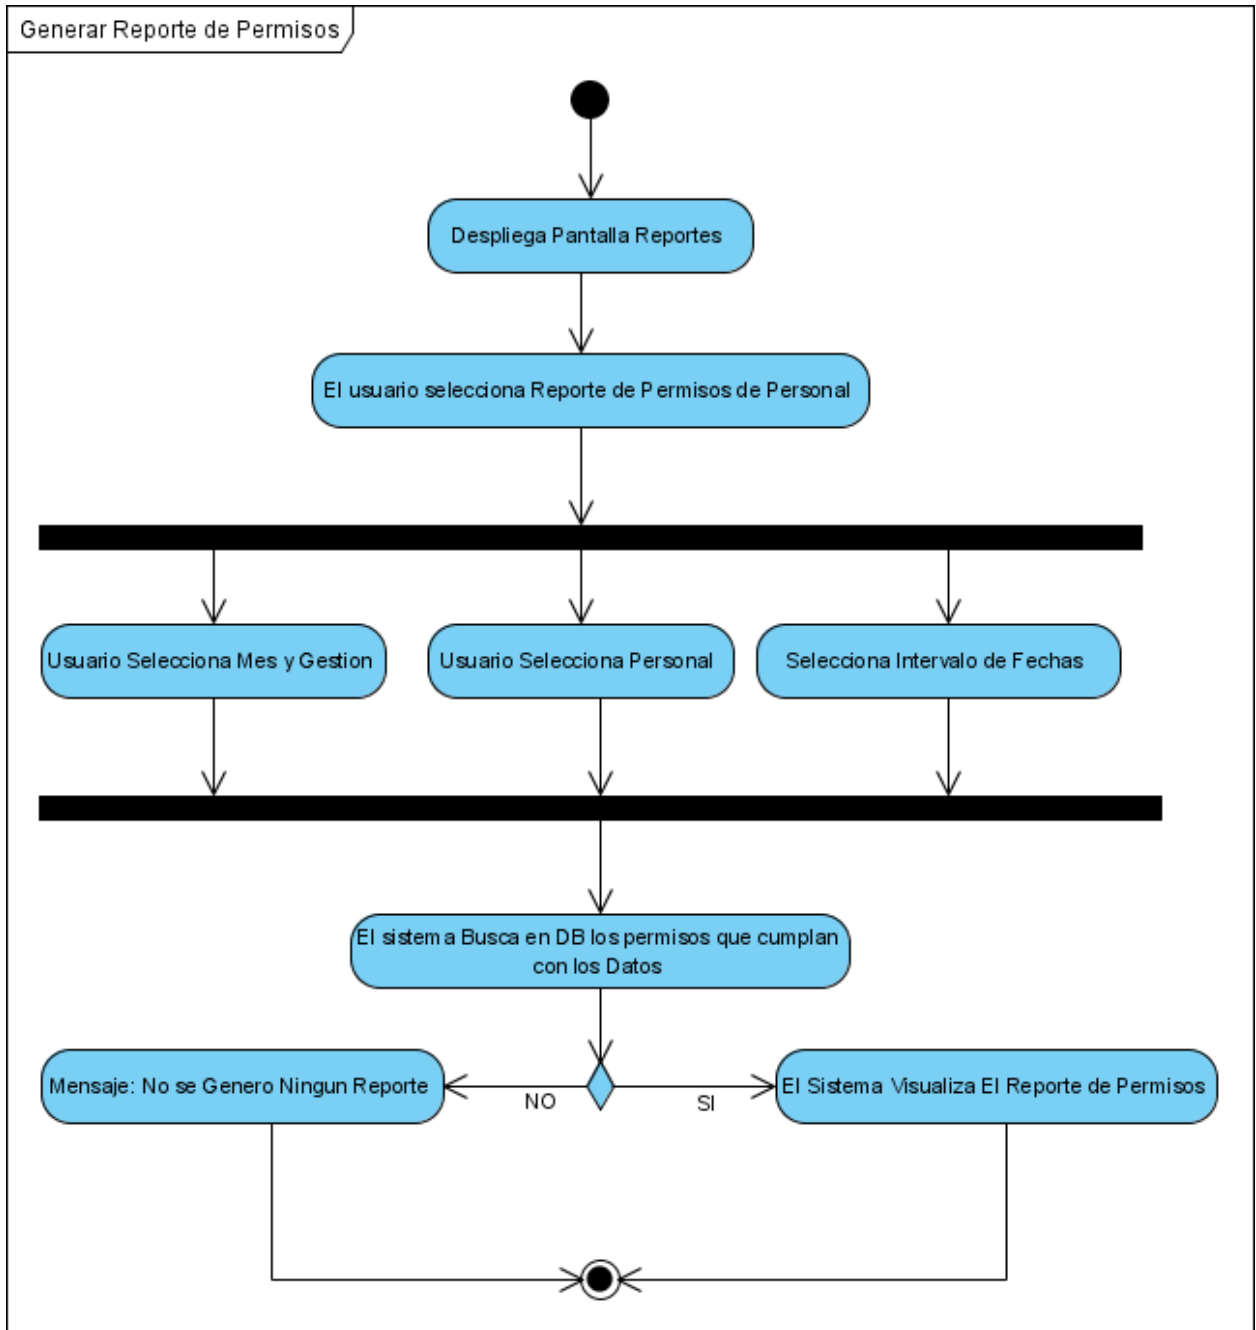 Generar Reporte de Permisos
Despliega Pantalla Reportes
El usuario selecciona Reporte de Permisos de Personal
Usuario Selecciona Mes y Gestion
Usuario Selecciona Personal
Selecciona Intervalo de Fechas
El sistema Busca en DB los permisos que cumplan
con los Datos
Mensaje: No se Genero Ningun Reporte
NO
SI
El Sistema Visualiza El Reporte de Permisos